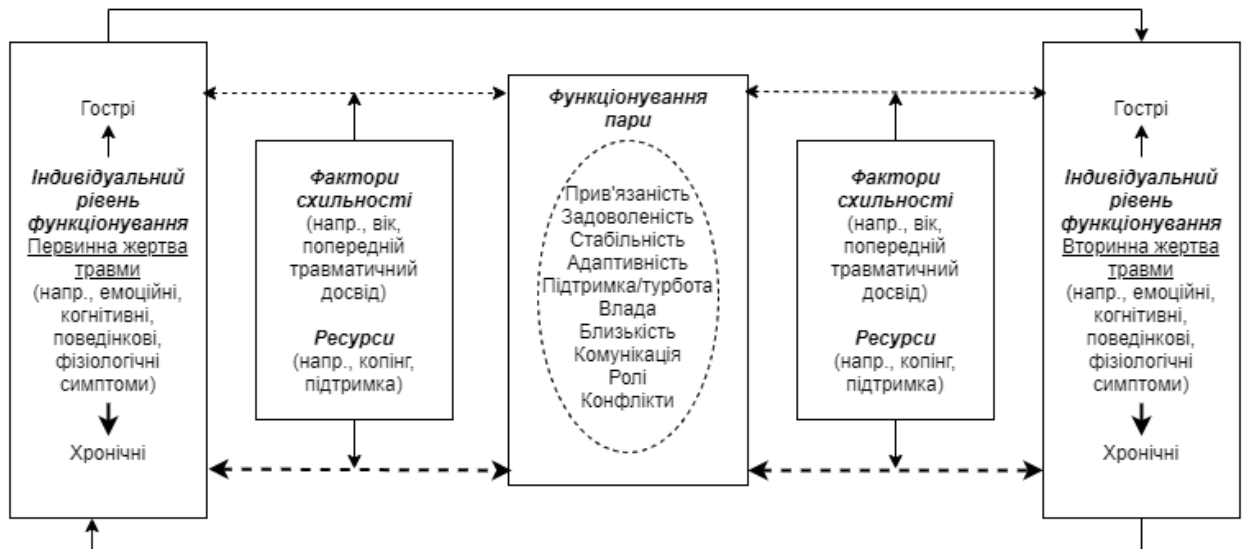 Гострі
Індивідуальний
рівень
функціонування
Первинна жертва
травми
(напр., емоційні,
когнітивні,
поведінкові,
фізіологічні
симптоми)
Хронічні
Фактори
схильності
(напр., вік,
попередній
травматичний
досвід)
Ресурси
(напр., копінг,
підтримка)
Функціонування
пари
Прив'язаність
Задоволеність
Стабільність
Адаптивність
Підтримка/турбота
Влада
Близькість
Комунікація
Ролі
Конфлікти
Фактори
схильності
(напр., вік,
попередній
травматичний
досвід)
Ресурси
(напр., копінг,
підтримка)
Гострі
Індивідуальний
рівень
функціонування
Вторинна жертва
травми
(напр., емоційні,
когнітивні,
поведінкові,
фізіологічні
симптоми)
Хронічні